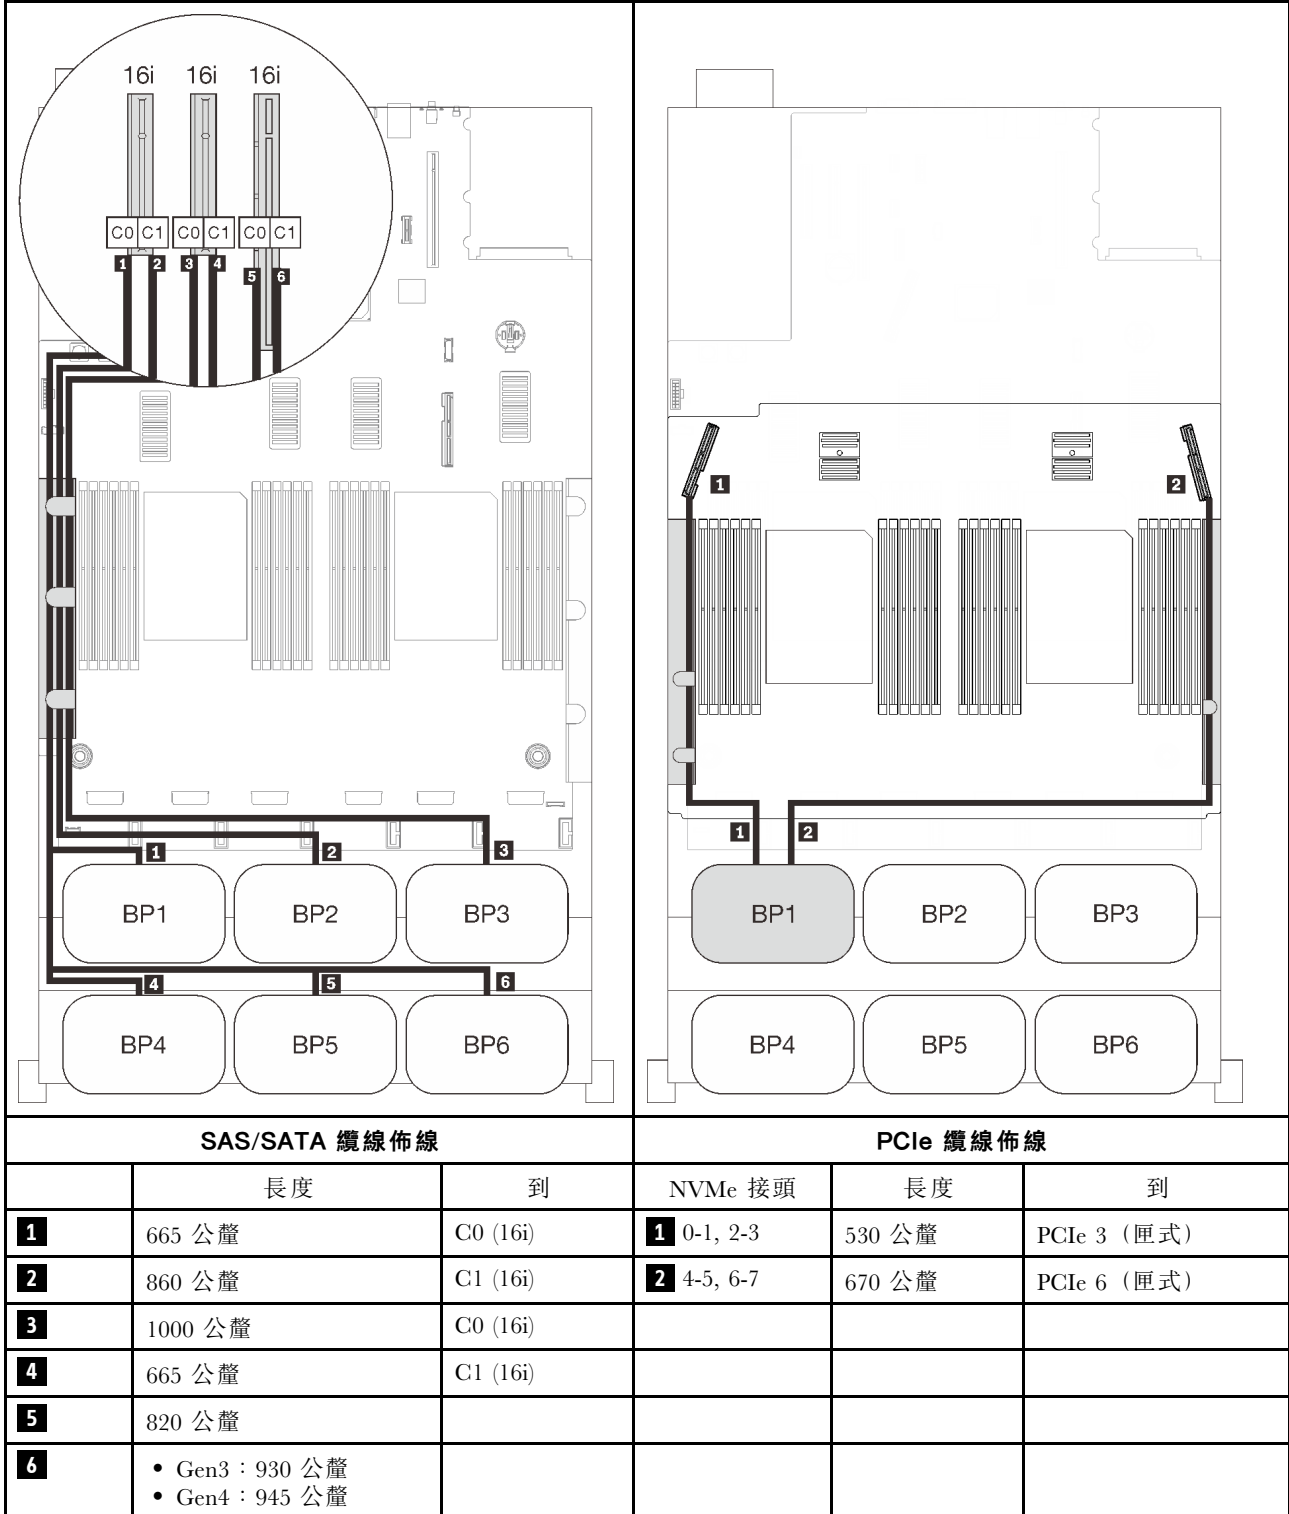 16i 16i 16i
C0 C1 C0 C1 C0 C1
1 2 3 4 5 6
1 2 3
BP1 BP2 BP3
4 5 6
BP4 BP5 BP6
1 2
1 2
BP1 BP2 BP3
BP4 BP5 BP6
SAS/SATA 纜線佈線 PCIe 纜線佈線
長度 到 NVMe 接頭 長度 到
1 665 公釐 C0 (16i) 1 0-1, 2-3 530 公釐 PCIe 3（匣式）
2 860 公釐 C1 (16i) 2 4-5, 6-7 670 公釐 PCIe 6（匣式）
3 1000 公釐 C0 (16i)
4 665 公釐 C1 (16i)
5 820 公釐
6 • Gen3：930 公釐
• Gen4：945 公釐